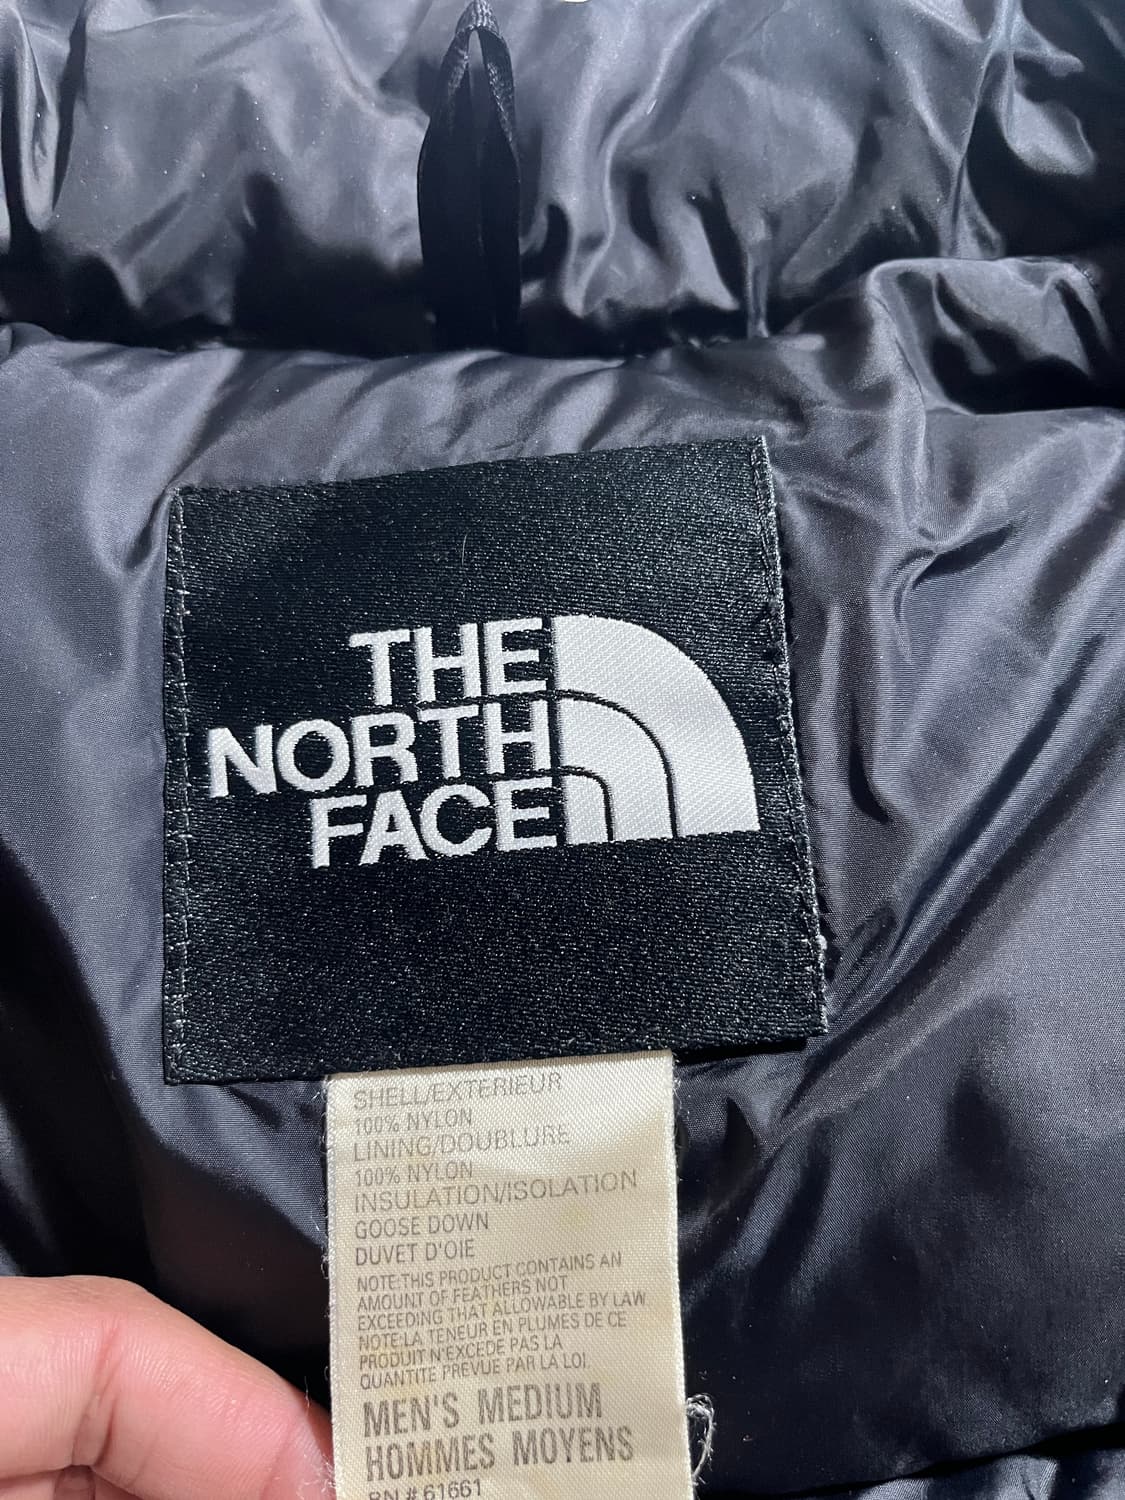 THE
NORTH
FACE
SHELL/EXTERIEUR
100% NYLON
LINING/DOUBLURE
100% NYLON
INSULATION/ISOLATION
GOOSE DOWN
DUVET D'OIE
NOTE:THIS PRODUCT CONTAINS AN
AMOUNT OF FEATHERS NOT
EXCEEDING THAT ALLOWABLE BY LAW
NOTE:LA TENEUR EN PLUMES DE CE
PRODUIT N'EXCEDE PAS LA
QUANTITE PREVUE PAR LA LOI.
MEN'S MEDIUM
HOMMES MOYENS
RN # 61661